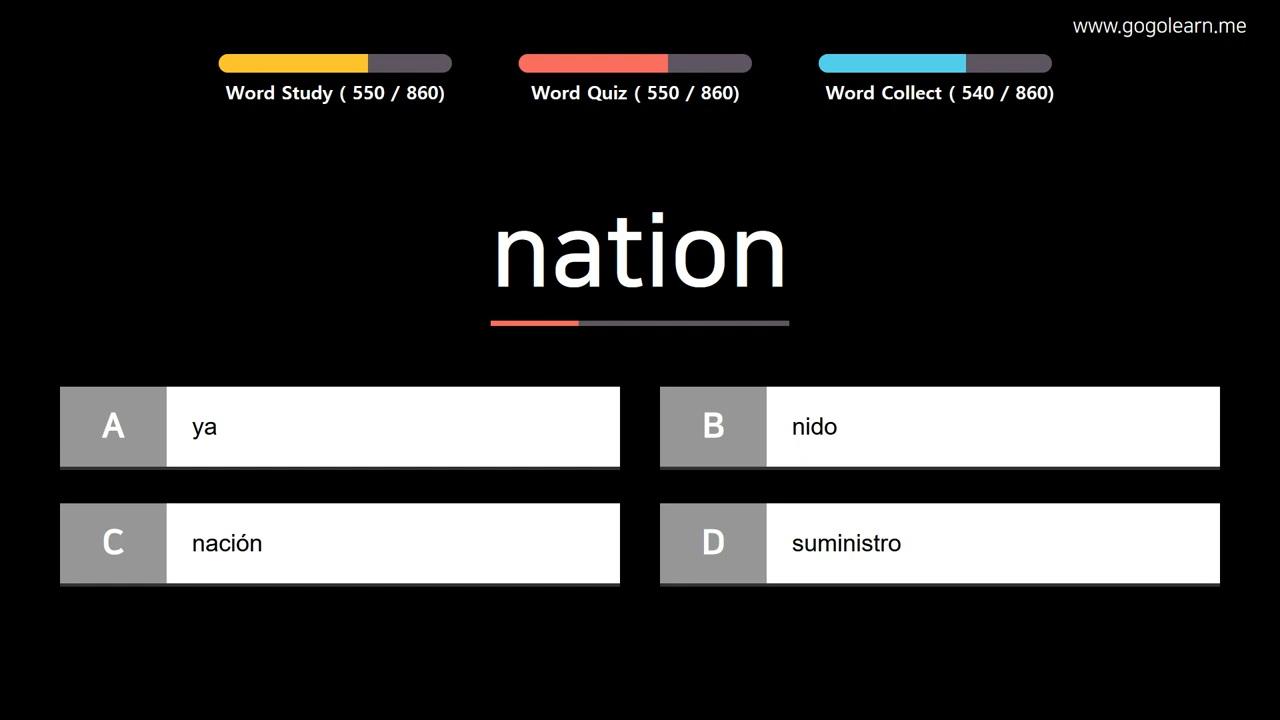 www.gogolearn.me
Word Study ( 550 / 860)
Word Quiz ( 550 / 860)
Word Collect ( 540 / 860)
nation
A
ya
B
nido
C
nación
D
suministro